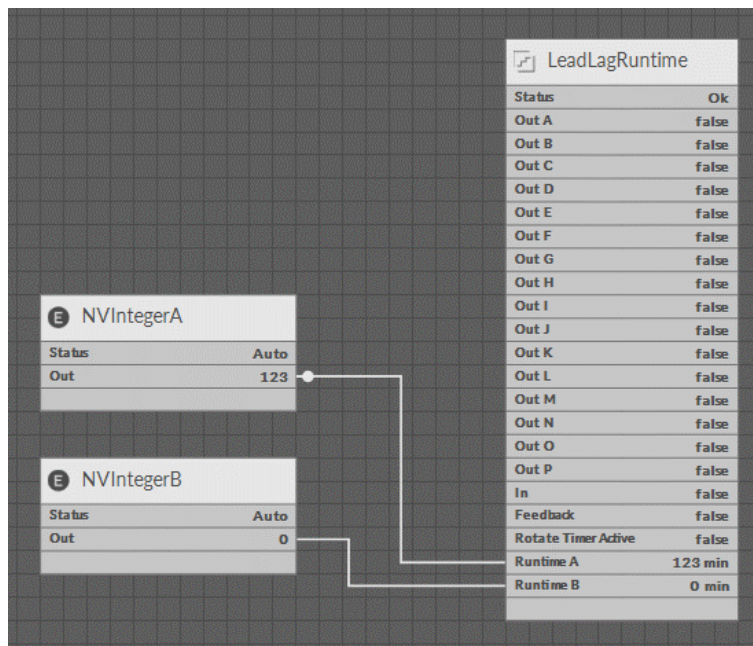 LeadLagRuntime
Status Ok
Out A false
Out B false
Out C false
Out D false
Out E false
Out F false
Out G false
Out H false
Out I false
Out J false
Out K false
Out L false
Out M false
Out N false
Out O false
Out P false
In false
Feedback false
Rotate Timer Active false
Runtime A 123 min
Runtime B 0 min
E NVIntegerA
Status Auto
Out 123
E NVIntegerB
Status Auto
Out 0